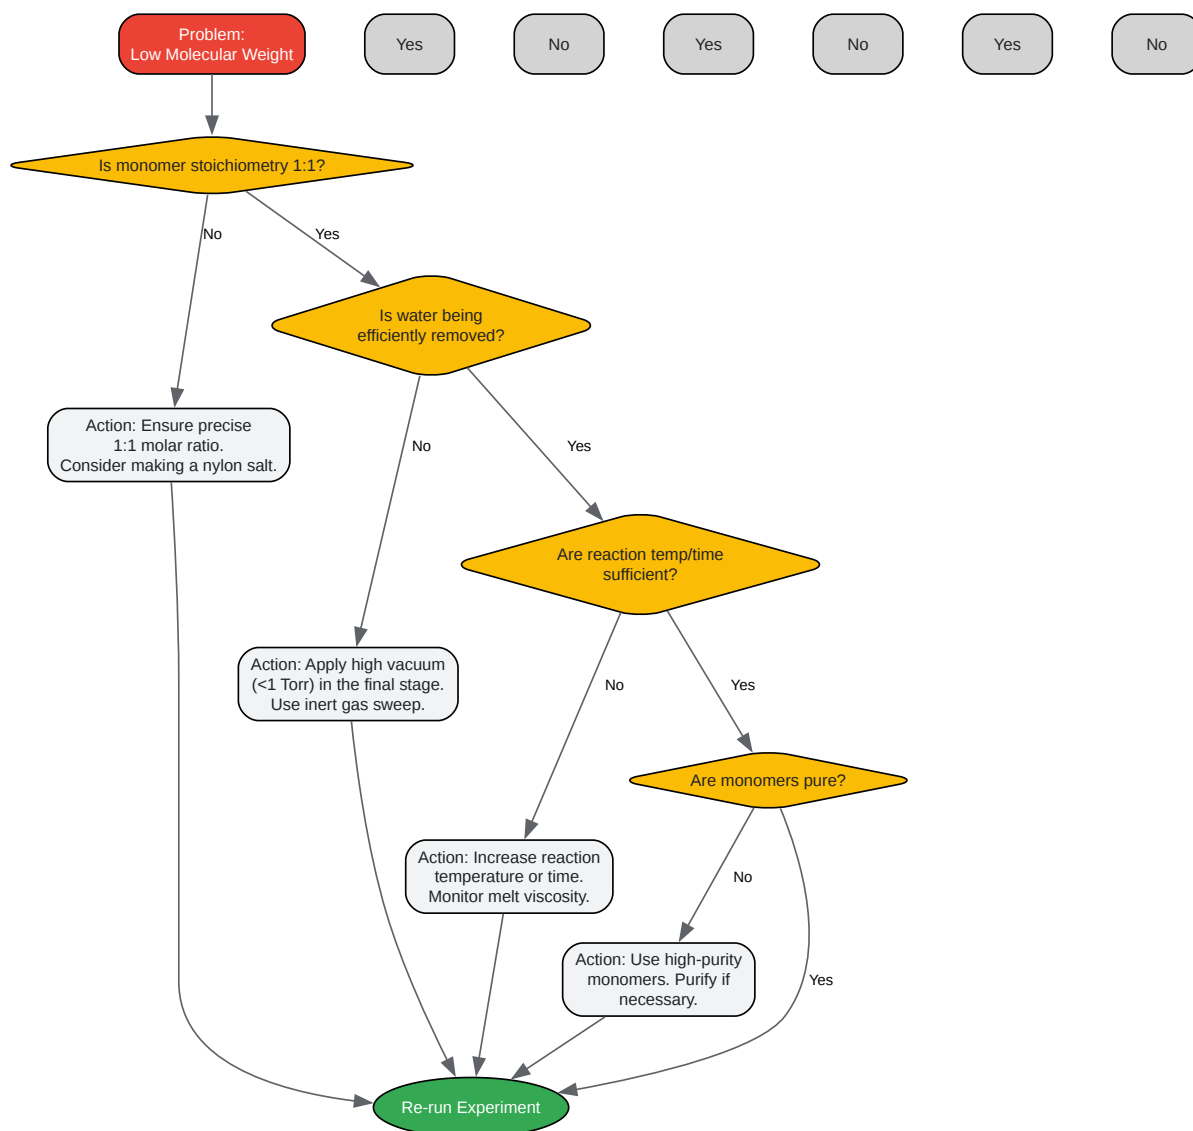 Problem:
Low Molecular Weight
Yes
No
Yes
No
Yes
No
Is monomer stoichiometry 1:1?
No
Yes
Is water being
efficiently removed?
Action: Ensure precise
1:1 molar ratio.
Consider making a nylon salt.
No
Yes
Are reaction temp/time
sufficient?
Action: Apply high vacuum
(<1 Torr) in the final stage.
Use inert gas sweep.
No
Yes
Are monomers pure?
Action: Increase reaction
temperature or time.
Monitor melt viscosity.
No
Action: Use high-purity
monomers. Purify if
necessary.
Yes
Re-run Experiment